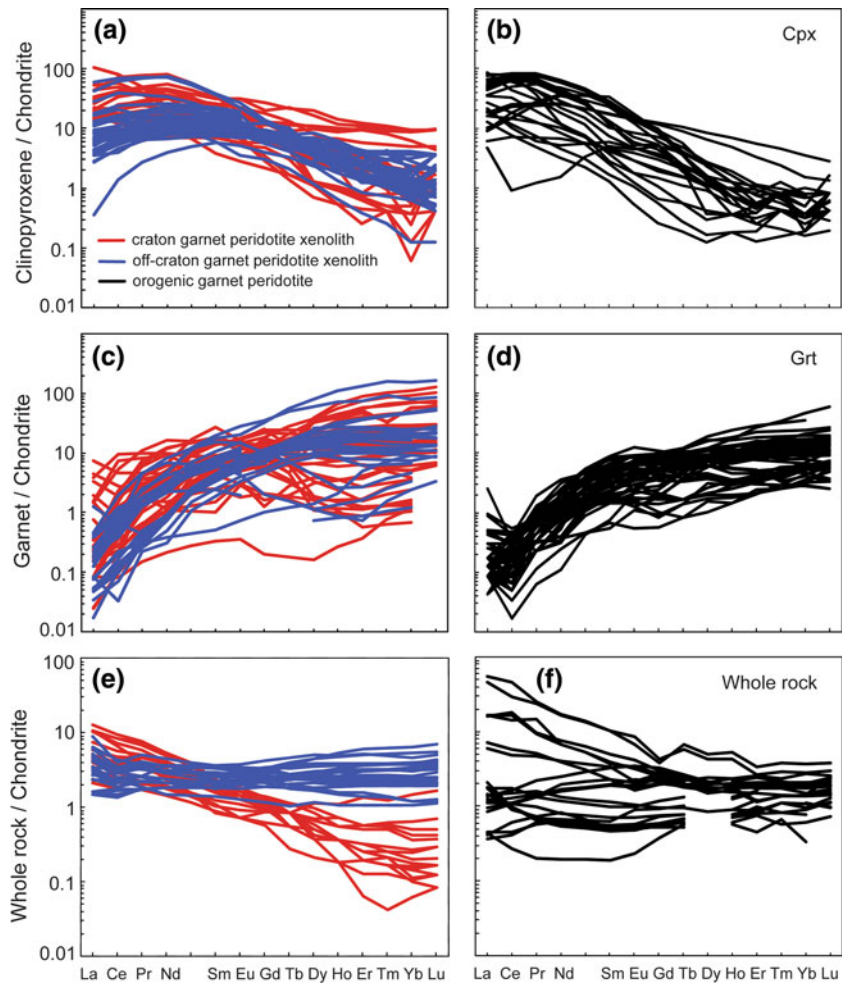 (a)
Clinopyroxene / Chondrite
100
10
1
0.1
0.01
craton garnet peridotite xenolith
off-craton garnet peridotite xenolith
orogenic garnet peridotite
(b)
Cpx
(c)
Garnet / Chondrite
100
10
1
0.1
0.01
(d)
Grt
(e)
Whole rock / Chondrite
100
10
1
0.1
0.01
La Ce Pr Nd Sm Eu Gd Tb Dy Ho Er Tm Yb Lu
(f)
Whole rock
La Ce Pr Nd Sm Eu Gd Tb Dy Ho Er Tm Yb Lu